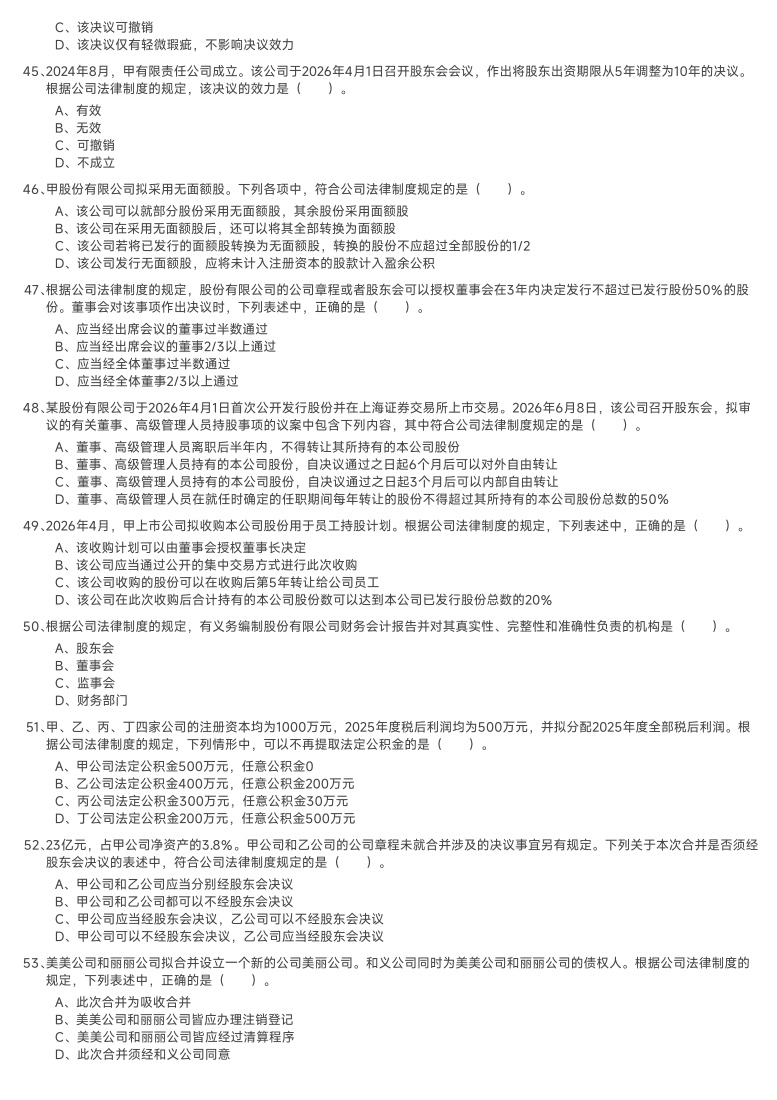 C、该决议可撤销
D、该决议仅有轻微瑕疵，不影响决议效力
45、2024年8月，甲有限责任公司成立。该公司于2026年4月1日召开股东会会议，作出将股东出资期限从5年调整为10年的决议。
根据公司法律制度的规定，该决议的效力是（　　）。
A、有效
B、无效
C、可撤销
D、不成立
46、甲股份有限公司拟采用无面额股。下列各项中，符合公司法律制度规定的是（　　）。
A、该公司可以就部分股份采用无面额股，其余股份采用面额股
B、该公司在采用无面额股后，还可以将其全部转换为面额股
C、该公司若将已发行的面额股转换为无面额股，转换的股份不应超过全部股份的1/2
D、该公司发行无面额股，应将未计入注册资本的股款计入盈余公积
47、根据公司法律制度的规定，股份有限公司的公司章程或者股东会可以授权董事会在3年内决定发行不超过已发行股份50%的股
份。董事会对该事项作出决议时，下列表述中，正确的是（　　）。
A、应当经出席会议的董事过半数通过
B、应当经出席会议的董事2/3以上通过
C、应当经全体董事过半数通过
D、应当经全体董事2/3以上通过
48、某股份有限公司于2026年4月1日首次公开发行股份并在上海证券交易所上市交易。2026年6月8日，该公司召开股东会，拟审
议的有关董事、高级管理人员持股事项的议案中包含下列内容，其中符合公司法律制度规定的是（　　）。
A、董事、高级管理人员离职后半年内，不得转让其所持有的本公司股份
B、董事、高级管理人员持有的本公司股份，自决议通过之日起6个月后可以对外自由转让
C、董事、高级管理人员持有的本公司股份，自决议通过之日起3个月后可以内部自由转让
D、董事、高级管理人员在就任时确定的任职期间每年转让的股份不得超过其所持有的本公司股份总数的50%
49、2026年4月，甲上市公司拟收购本公司股份用于员工持股计划。根据公司法律制度的规定，下列表述中，正确的是（　　）。
A、该收购计划可以由董事会授权董事长决定
B、该公司应当通过公开的集中交易方式进行此次收购
C、该公司收购的股份可以在收购后第5年转让给公司员工
D、该公司在此次收购后合计持有的本公司股份数可以达到本公司已发行股份总数的20%
50、根据公司法律制度的规定，有义务编制股份有限公司财务会计报告并对其真实性、完整性和准确性负责的机构是（　　）。
A、股东会
B、董事会
C、监事会
D、财务部门
51、甲、乙、丙、丁四家公司的注册资本均为1000万元，2025年度税后利润均为500万元，并拟分配2025年度全部税后利润。根
据公司法律制度的规定，下列情形中，可以不再提取法定公积金的是（　　）。
A、甲公司法定公积金500万元，任意公积金0
B、乙公司法定公积金400万元，任意公积金200万元
C、丙公司法定公积金300万元，任意公积金30万元
D、丁公司法定公积金200万元，任意公积金500万元
52、23亿元，占甲公司净资产的3.8%。甲公司和乙公司的公司章程未就合并涉及的决议事宜另有规定。下列关于本次合并是否须经
股东会决议的表述中，符合公司法律制度规定的是（　　）。
A、甲公司和乙公司应当分别经股东会决议
B、甲公司和乙公司都可以不经股东会决议
C、甲公司应当经股东会决议，乙公司可以不经股东会决议
D、甲公司可以不经股东会决议，乙公司应当经股东会决议
53、美美公司和丽丽公司拟合并设立一个新的公司美丽公司。和义公司同时为美美公司和丽丽公司的债权人。根据公司法律制度的
规定，下列表述中，正确的是（　　）。
A、此次合并为吸收合并
B、美美公司和丽丽公司皆应办理注销登记
C、美美公司和丽丽公司皆应经过清算程序
D、此次合并须经和义公司同意